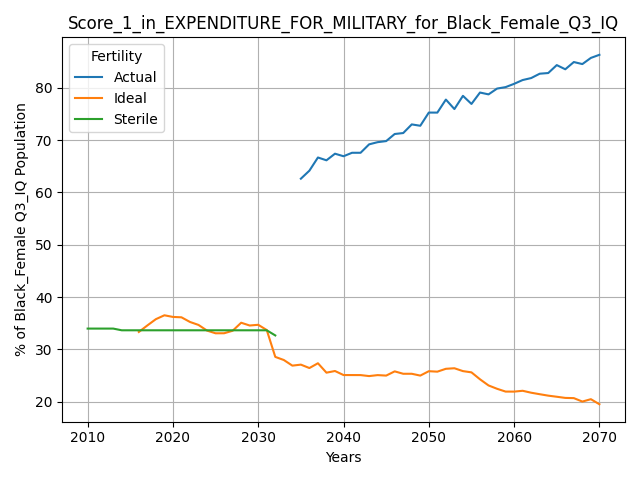 Score_1_in_EXPENDITURE_FOR_MILITARY_for_Black_Female_Q3_IQ
Fertility
Actual
Ideal
Sterile
% of Black_Female Q3_IQ Population
80
70
60
50
40
30
20
2010 2020 2030 2040 2050 2060 2070
Years